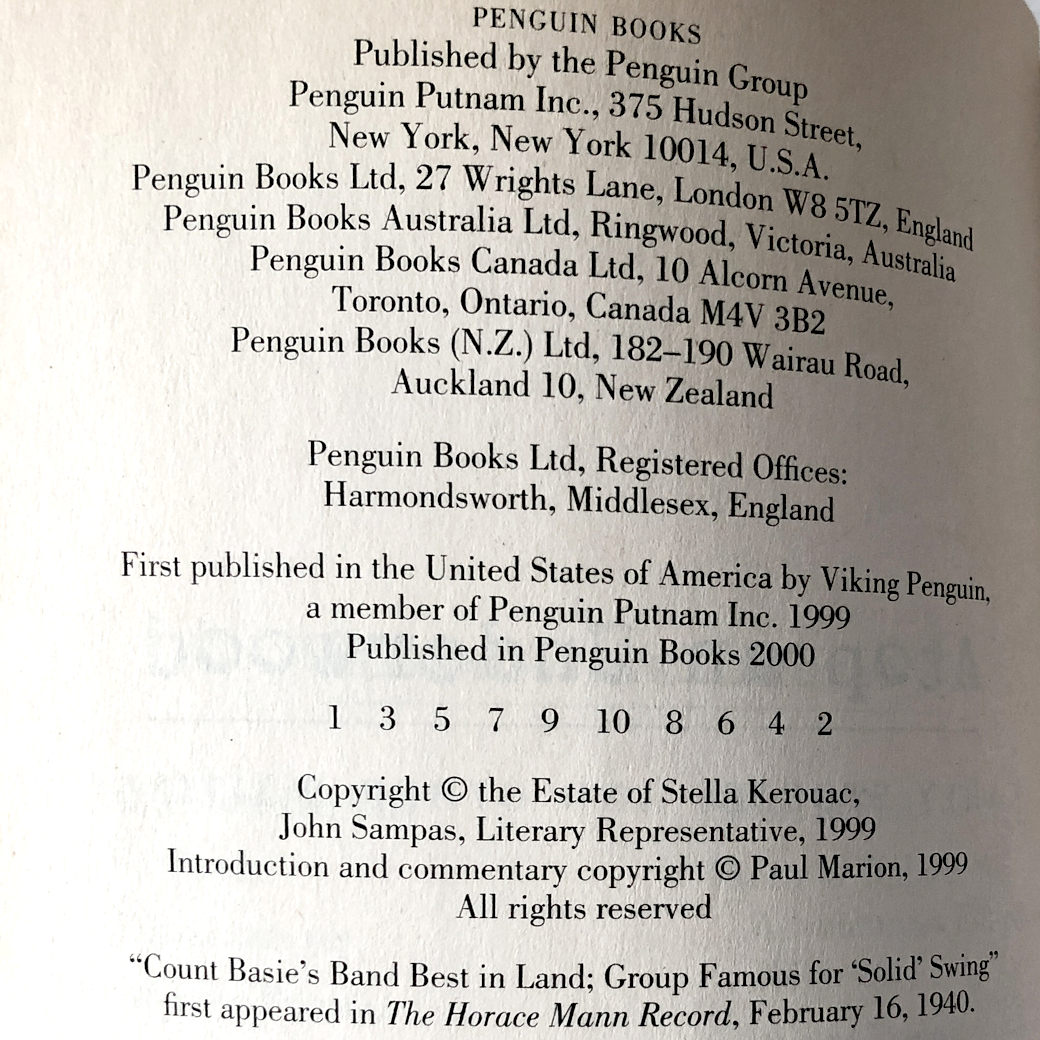 PENGUIN BOOKS
Published by the Penguin Group
Penguin Putnam Inc., 375 Hudson Street,
New York, New York 10014, U.S.A.
Penguin Books Ltd, 27 Wrights Lane, London W8 5TZ, England
Penguin Books Australia Ltd, Ringwood, Victoria, Australia
Penguin Books Canada Ltd, 10 Alcorn Avenue,
Toronto, Ontario, Canada M4V 3B2
Penguin Books (N.Z.) Ltd, 182–190 Wairau Road,
Auckland 10, New Zealand
Penguin Books Ltd, Registered Offices:
Harmondsworth, Middlesex, England
First published in the United States of America by Viking Penguin,
a member of Penguin Putnam Inc. 1999
Published in Penguin Books 2000
1 3 5 7 9 10 8 6 4 2
Copyright © the Estate of Stella Kerouac,
John Sampas, Literary Representative, 1999
Introduction and commentary copyright © Paul Marion, 1999
All rights reserved
“Count Basie’s Band Best in Land; Group Famous for ‘Solid’ Swing”
first appeared in The Horace Mann Record, February 16, 1940.